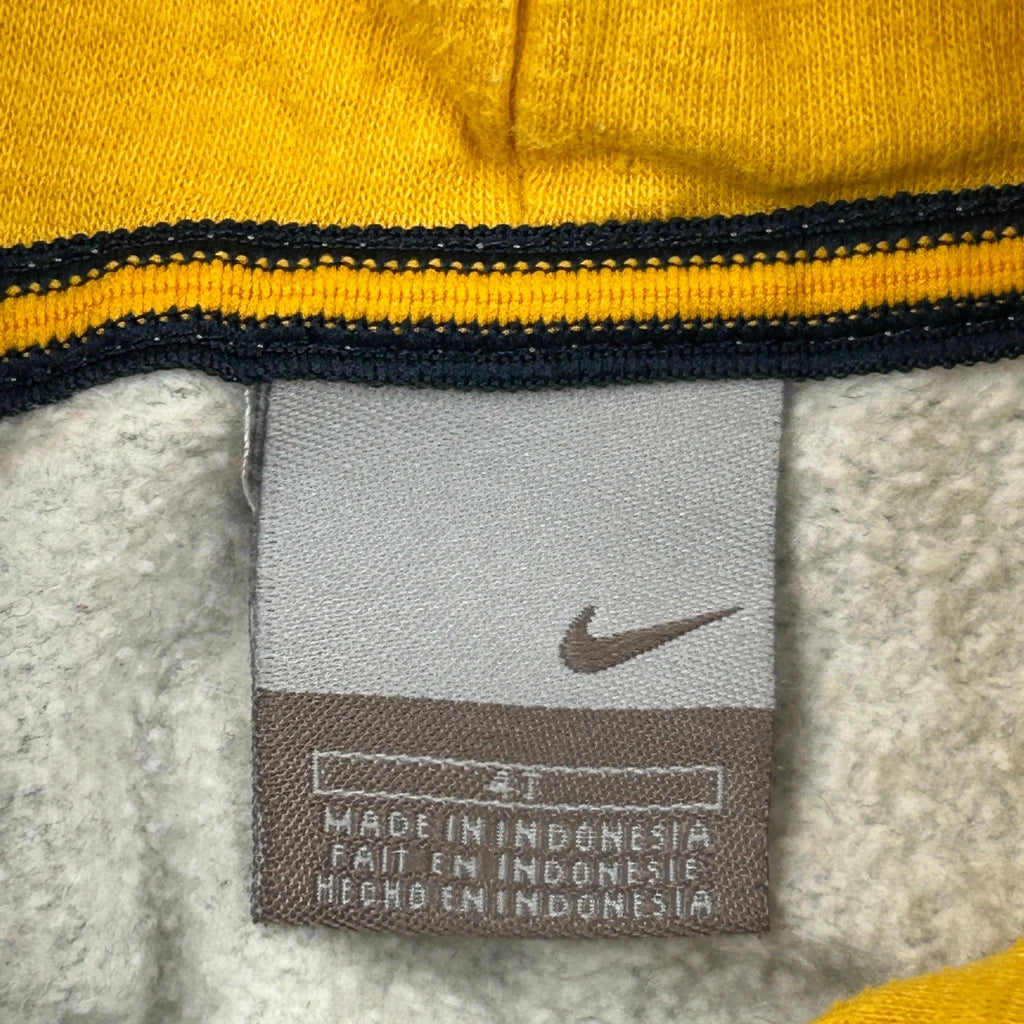 4T
MADE IN INDONESIA
FAIT EN INDONESIE
HECHO EN INDONESIA